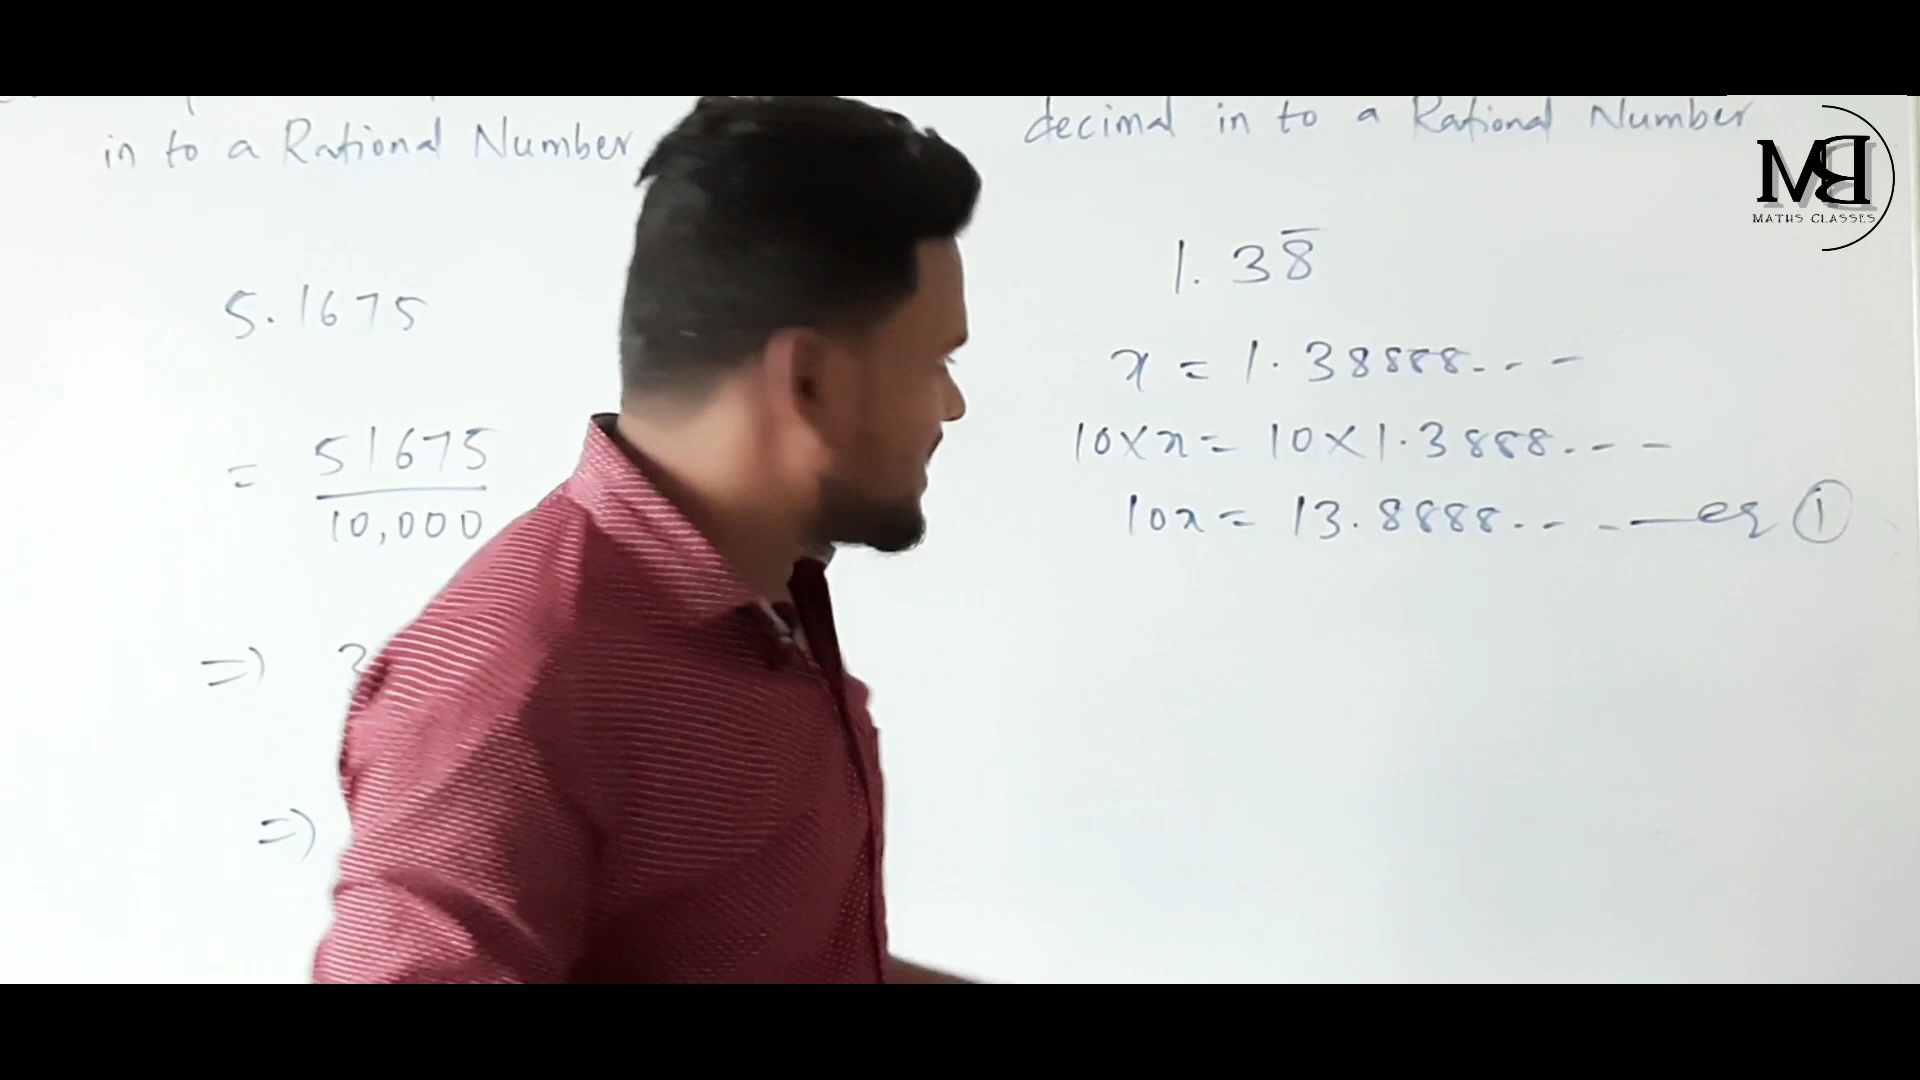 in to a Rational Number
5.1675
= 51675
10,000
=)
=)
decimal in to a Rational Number
1.38̅
x = 1.38888...
10×x = 10×1.3888...
10x = 13.8888... — eq ①
MB
MATHS CLASSES